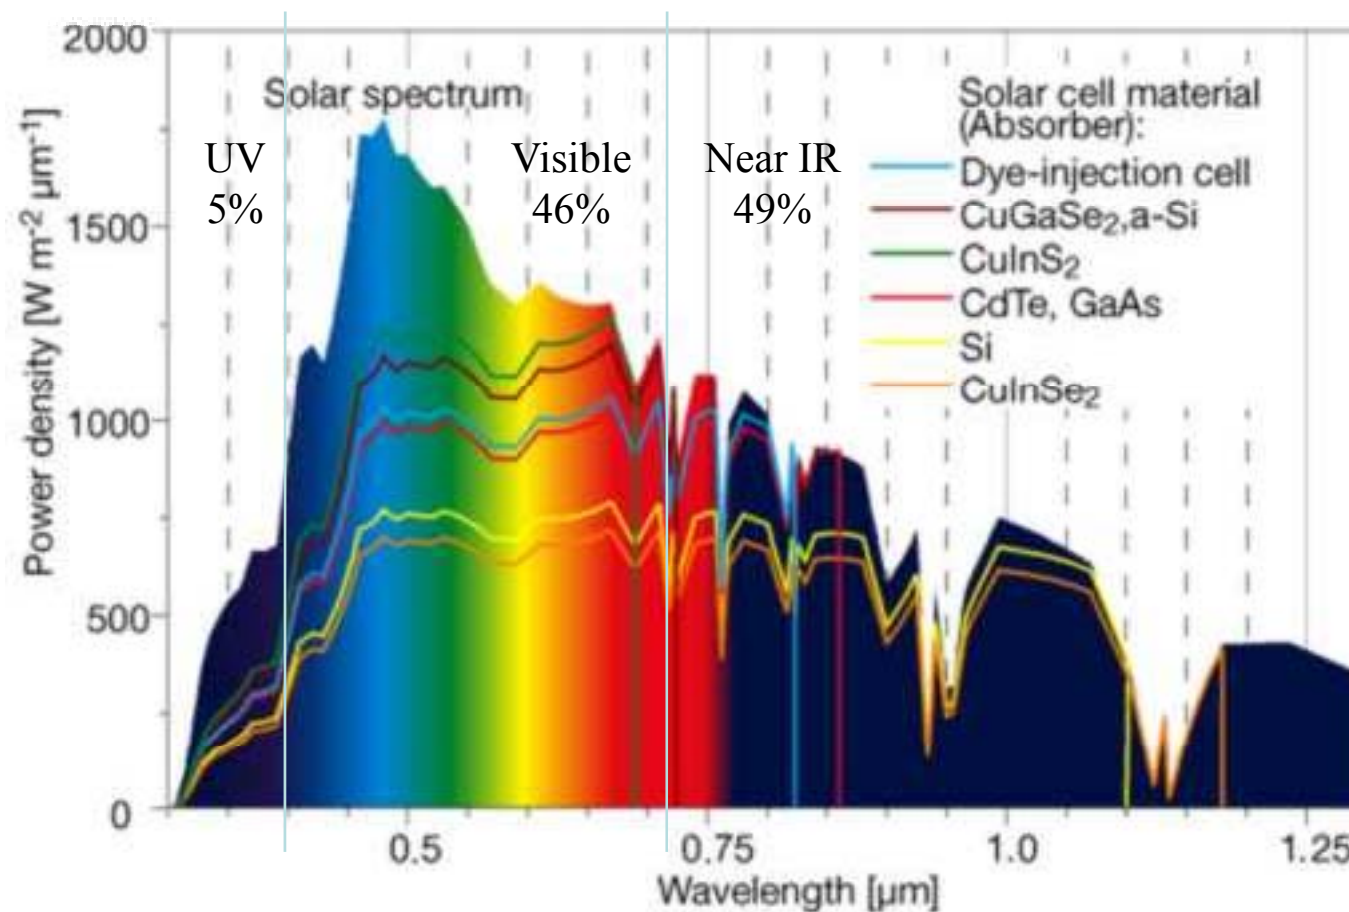 2000
1500
1000
500
0
Power density [W m⁻² µm⁻¹]
Solar spectrum
UV
5%
Visible
46%
Near IR
49%
Solar cell material
(Absorber):
Dye-injection cell
CuGaSe₂,a-Si
CuInS₂
CdTe, GaAs
Si
CuInSe₂
0.5
0.75
1.0
1.25
Wavelength [µm]